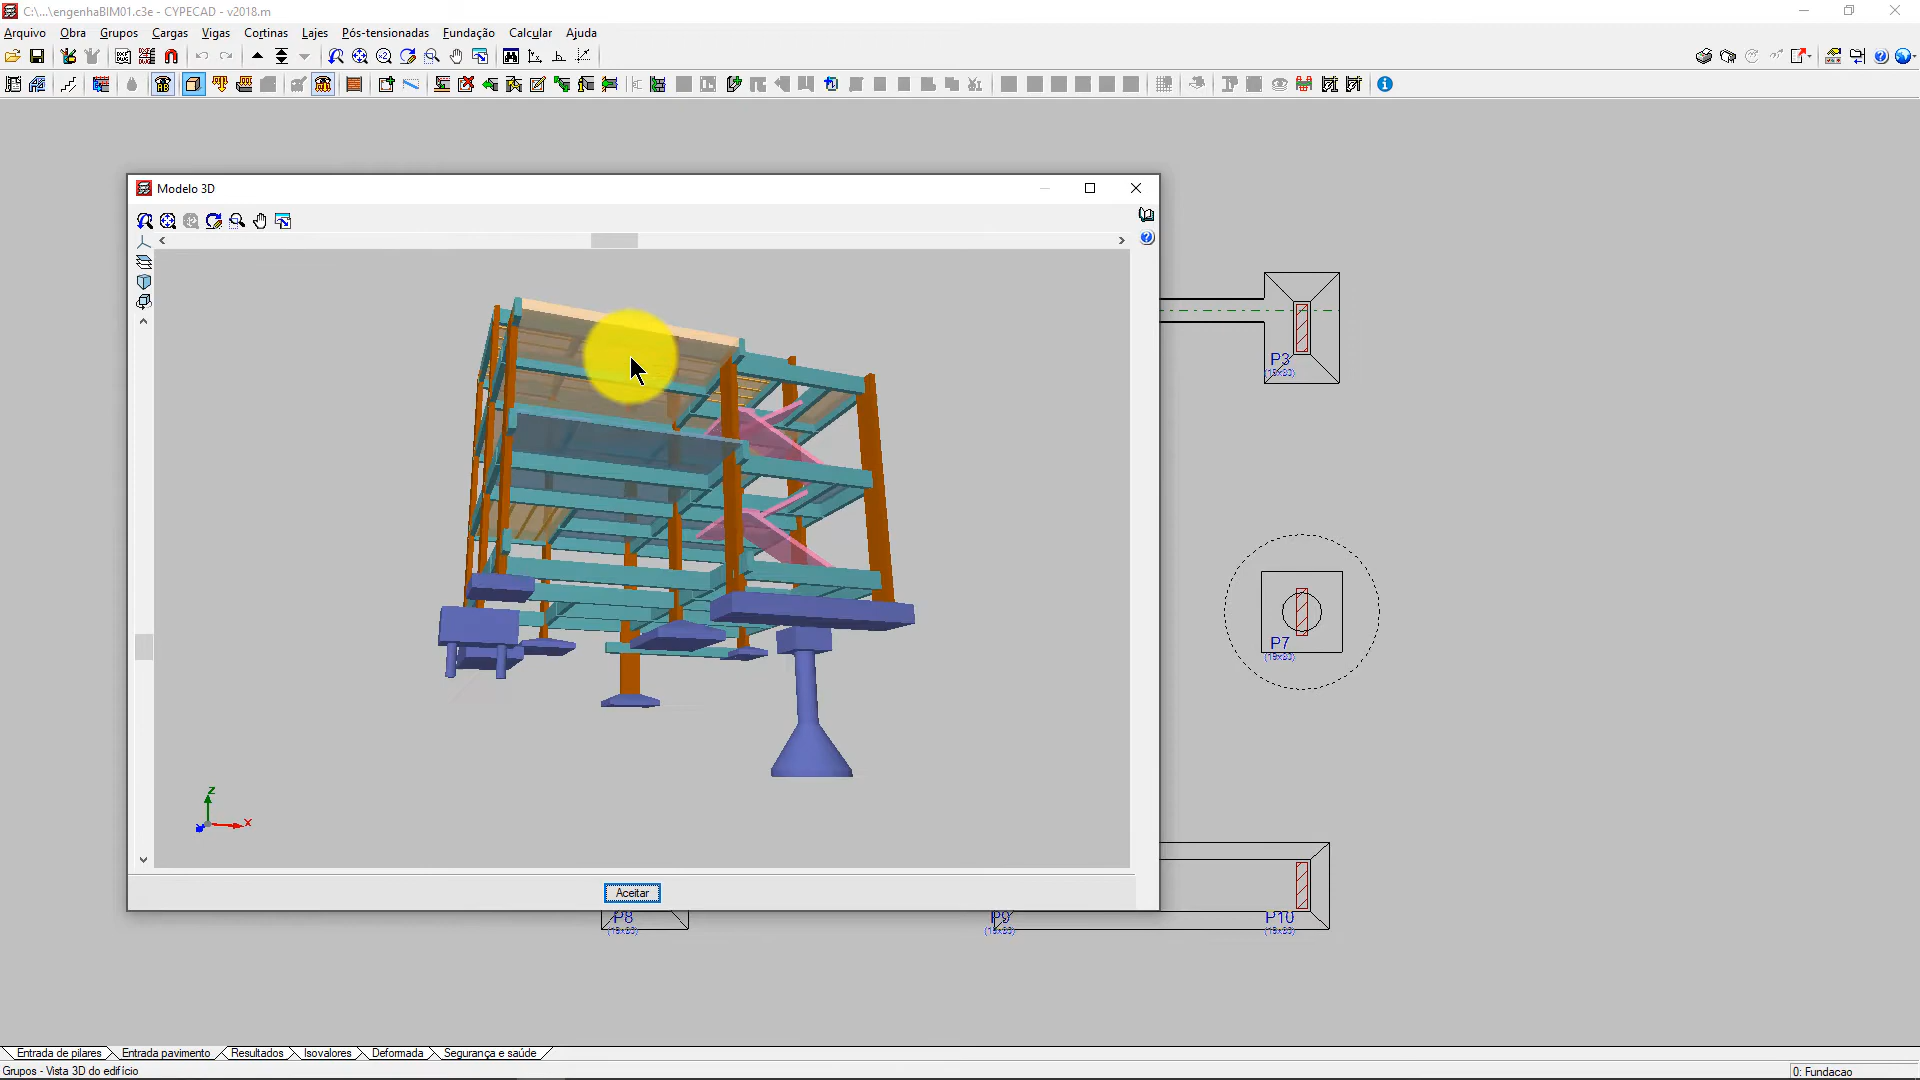 C:\...\engenhaBIM01.c3e - CYPECAD - v2018.m
Arquivo Obra Grupos Cargas Vigas Cortinas Lajes Pós-tensionadas Fundação Calcular Ajuda
Modelo 3D
P3
(19x80)
z
x
P7
Aceitar
P8
P9
P10
Entrada de pilares Entrada pavimento Resultados Isovalores Deformada Segurança e saúde
Grupos - Vista 3D do edifício
0: Fundacao